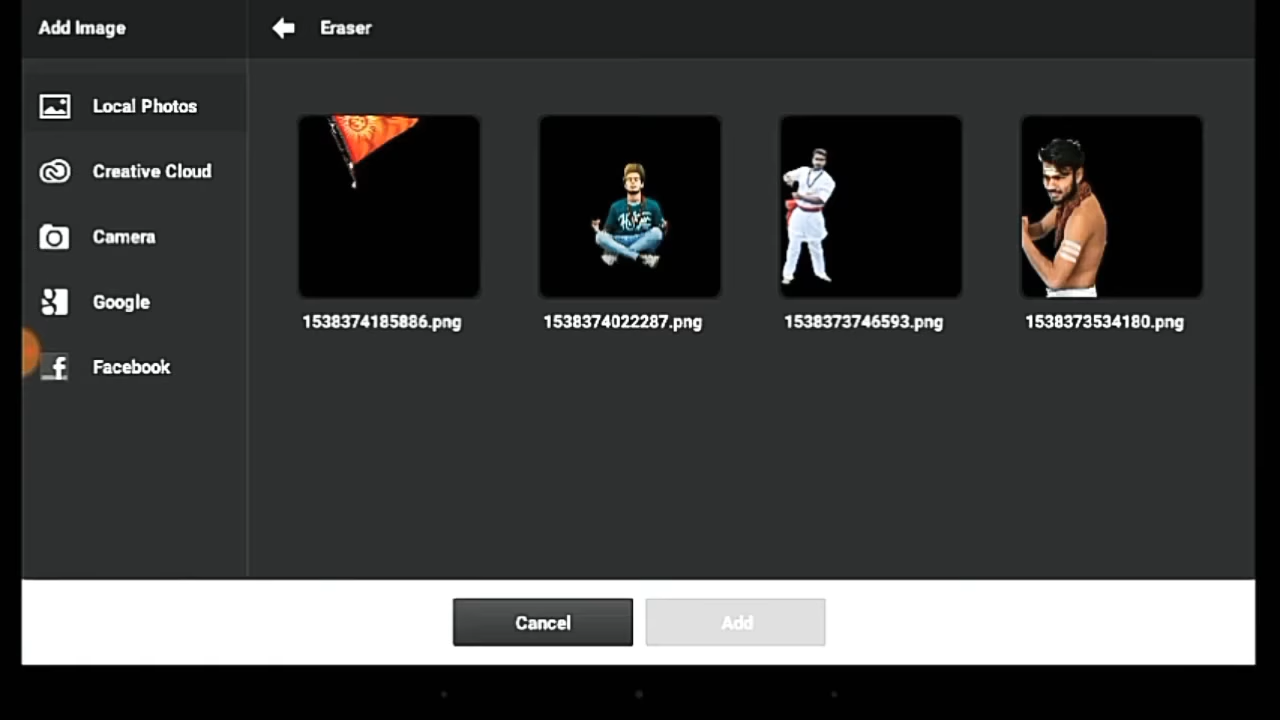 Add Image
Eraser
Local Photos
Creative Cloud
Camera
Google
Facebook
1538374185886.png
1538374022287.png
1538373746593.png
1538373534180.png
Cancel
Add